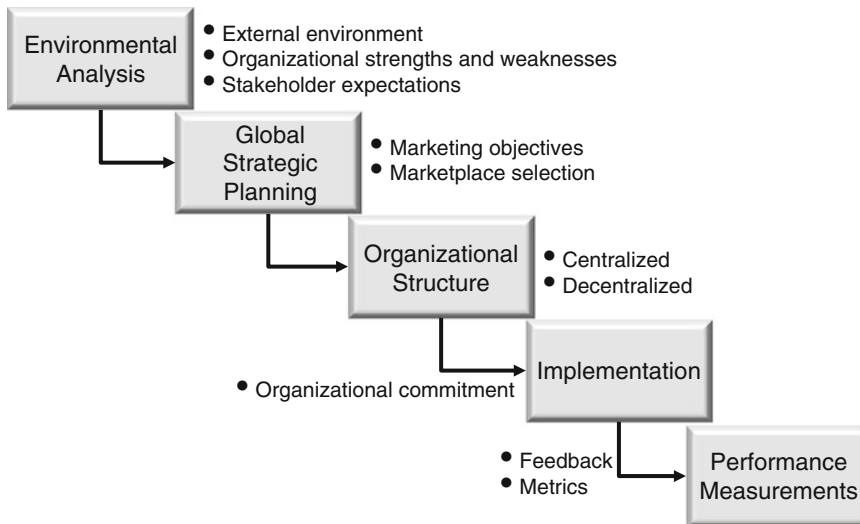 Environmental
Analysis
• External environment
• Organizational strengths and weaknesses
• Stakeholder expectations
Global
Strategic
Planning
• Marketing objectives
• Marketplace selection
Organizational
Structure
• Centralized
• Decentralized
Implementation
• Organizational commitment
Performance
Measurements
• Feedback
• Metrics